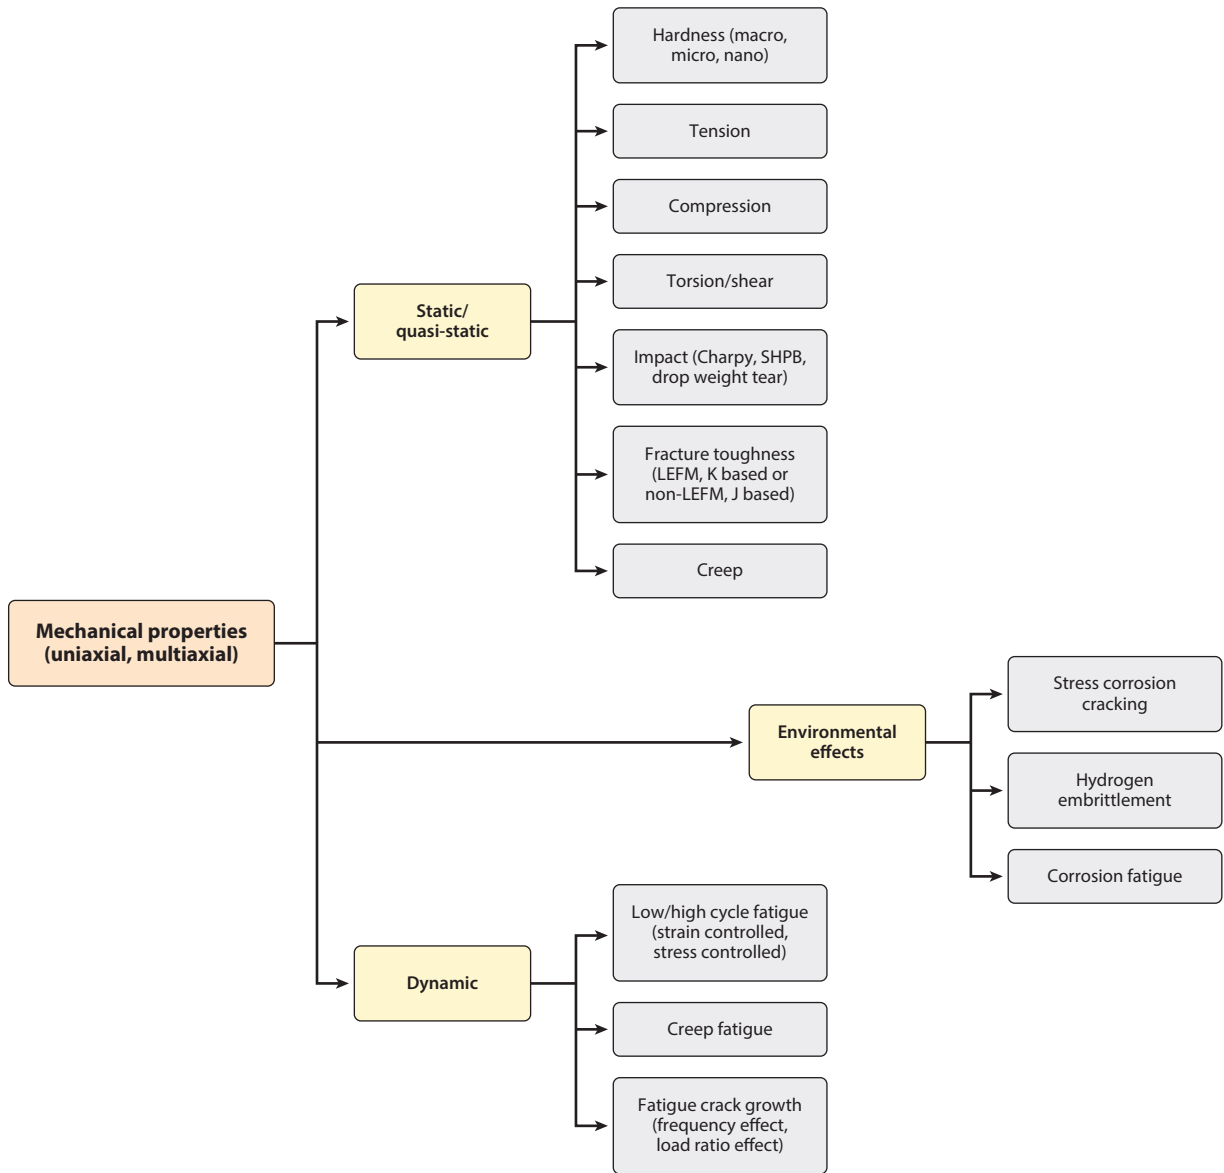 Hardness (macro,
micro, nano)
Tension
Compression
Torsion/shear
Static/
quasi-static
Impact (Charpy, SHPB,
drop weight tear)
Fracture toughness
(LEFM, K based or
non-LEFM, J based)
Creep
Mechanical properties
(uniaxial, multiaxial)
Stress corrosion
cracking
Environmental
effects
Hydrogen
embrittlement
Corrosion fatigue
Low/high cycle fatigue
(strain controlled,
stress controlled)
Dynamic
Creep fatigue
Fatigue crack growth
(frequency effect,
load ratio effect)